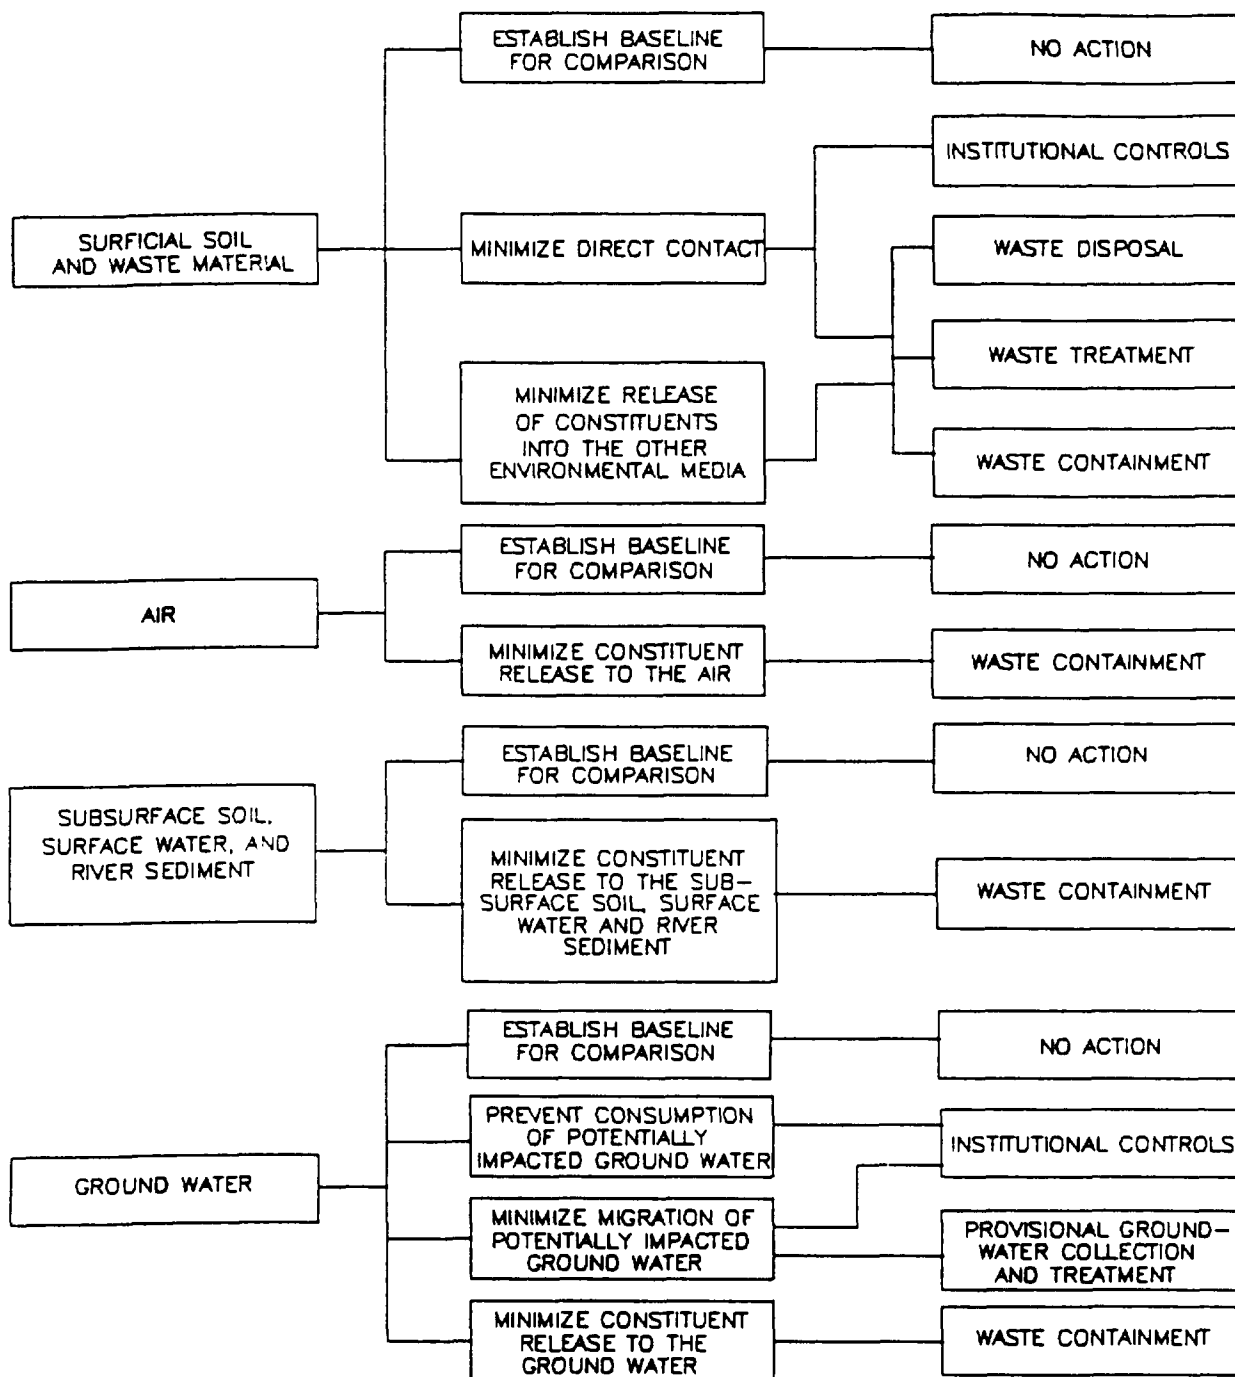 ESTABLISH BASELINE
FOR COMPARISON
NO ACTION
INSTITUTIONAL CONTROLS
SURFICIAL SOIL
AND WASTE MATERIAL
MINIMIZE DIRECT CONTACT
WASTE DISPOSAL
WASTE TREATMENT
MINIMIZE RELEASE
OF CONSTITUENTS
INTO THE OTHER
ENVIRONMENTAL MEDIA
WASTE CONTAINMENT
AIR
ESTABLISH BASELINE
FOR COMPARISON
NO ACTION
MINIMIZE CONSTITUENT
RELEASE TO THE AIR
WASTE CONTAINMENT
SUBSURFACE SOIL,
SURFACE WATER, AND
RIVER SEDIMENT
ESTABLISH BASELINE
FOR COMPARISON
NO ACTION
MINIMIZE CONSTITUENT
RELEASE TO THE SUB-
SURFACE SOIL, SURFACE
WATER AND RIVER
SEDIMENT
WASTE CONTAINMENT
GROUND WATER
ESTABLISH BASELINE
FOR COMPARISON
NO ACTION
PREVENT CONSUMPTION
OF POTENTIALLY
IMPACTED GROUND WATER
INSTITUTIONAL CONTROLS
MINIMIZE MIGRATION OF
POTENTIALLY IMPACTED
GROUND WATER
PROVISIONAL GROUND-
WATER COLLECTION
AND TREATMENT
MINIMIZE CONSTITUENT
RELEASE TO THE
GROUND WATER
WASTE CONTAINMENT